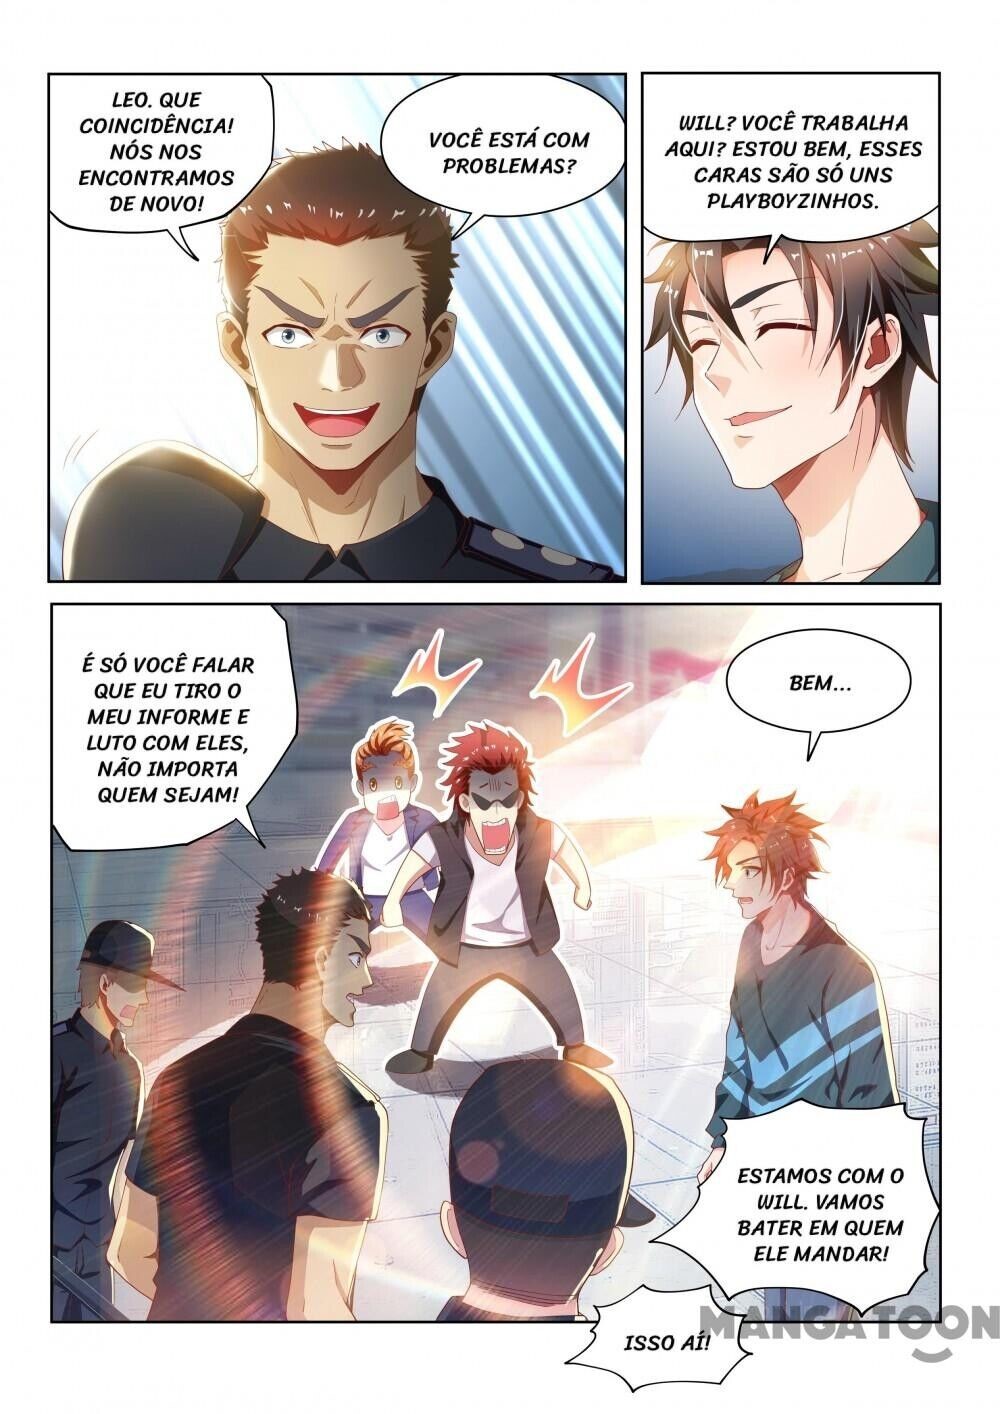 LEO. QUE
COINCIDÊNCIA!
NÓS NOS
ENCONTRAMOS
DE NOVO!
VOCÊ ESTÁ COM
PROBLEMAS?
WILL? VOCÊ TRABALHA
AQUI? ESTOU BEM, ESSES
CARAS SÃO SÓ UNS
PLAYBOYZINHOS.
É SÓ VOCÊ FALAR
QUE EU TIRO O
MEU INFORME E
LUTO COM ELES,
NÃO IMPORTA
QUEM SEJAM!
BEM...
ESTAMOS COM O
WILL. VAMOS
BATER EM QUEM
ELE MANDAR!
ISSO AÍ!
MANGATOON